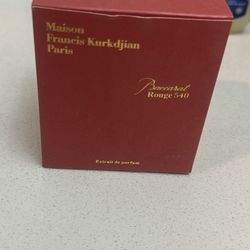 Maison
Francis Kurkdjian
Paris
Baccarat
Rouge 540
Extrait de parfum